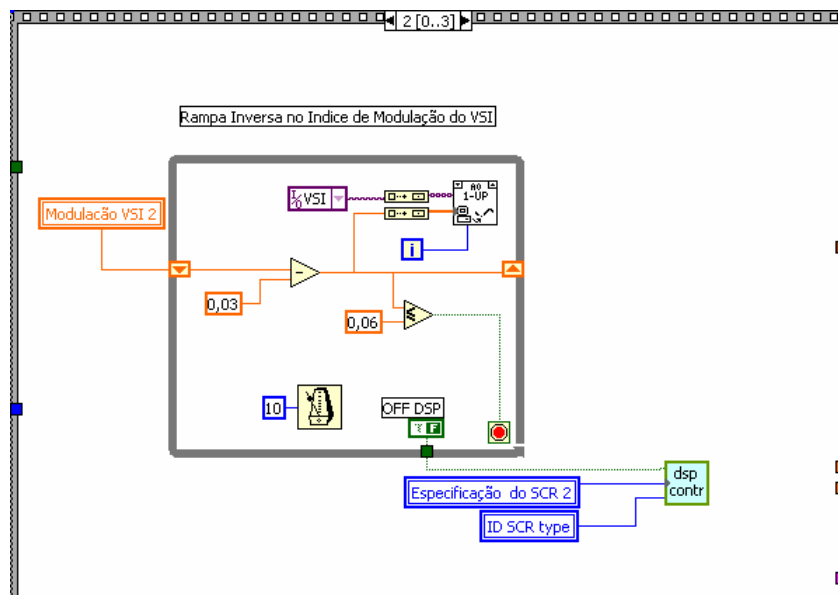 2 [0..3]
Rampa Inversa no Indice de Modulação do VSI
I/O VSI
AO
1-UP
Modulacão VSI 2
i
-
0,03
0,06
≤
10
OFF DSP
F
dsp
contr
Especificação do SCR 2
ID SCR type